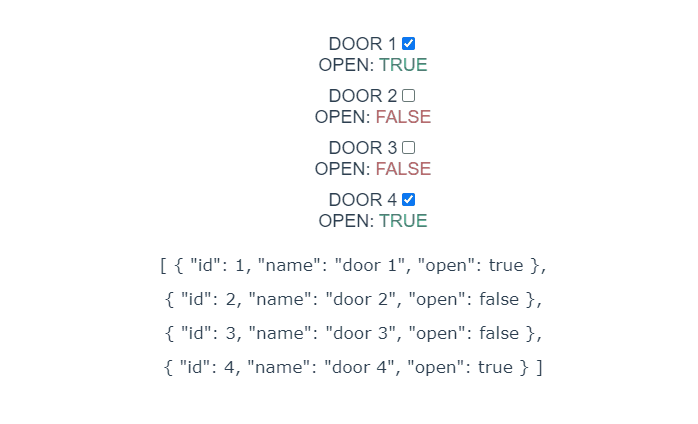 DOOR 1
OPEN: TRUE
DOOR 2
OPEN: FALSE
DOOR 3
OPEN: FALSE
DOOR 4
OPEN: TRUE
[ { "id": 1, "name": "door 1", "open": true },
{ "id": 2, "name": "door 2", "open": false },
{ "id": 3, "name": "door 3", "open": false },
{ "id": 4, "name": "door 4", "open": true } ]